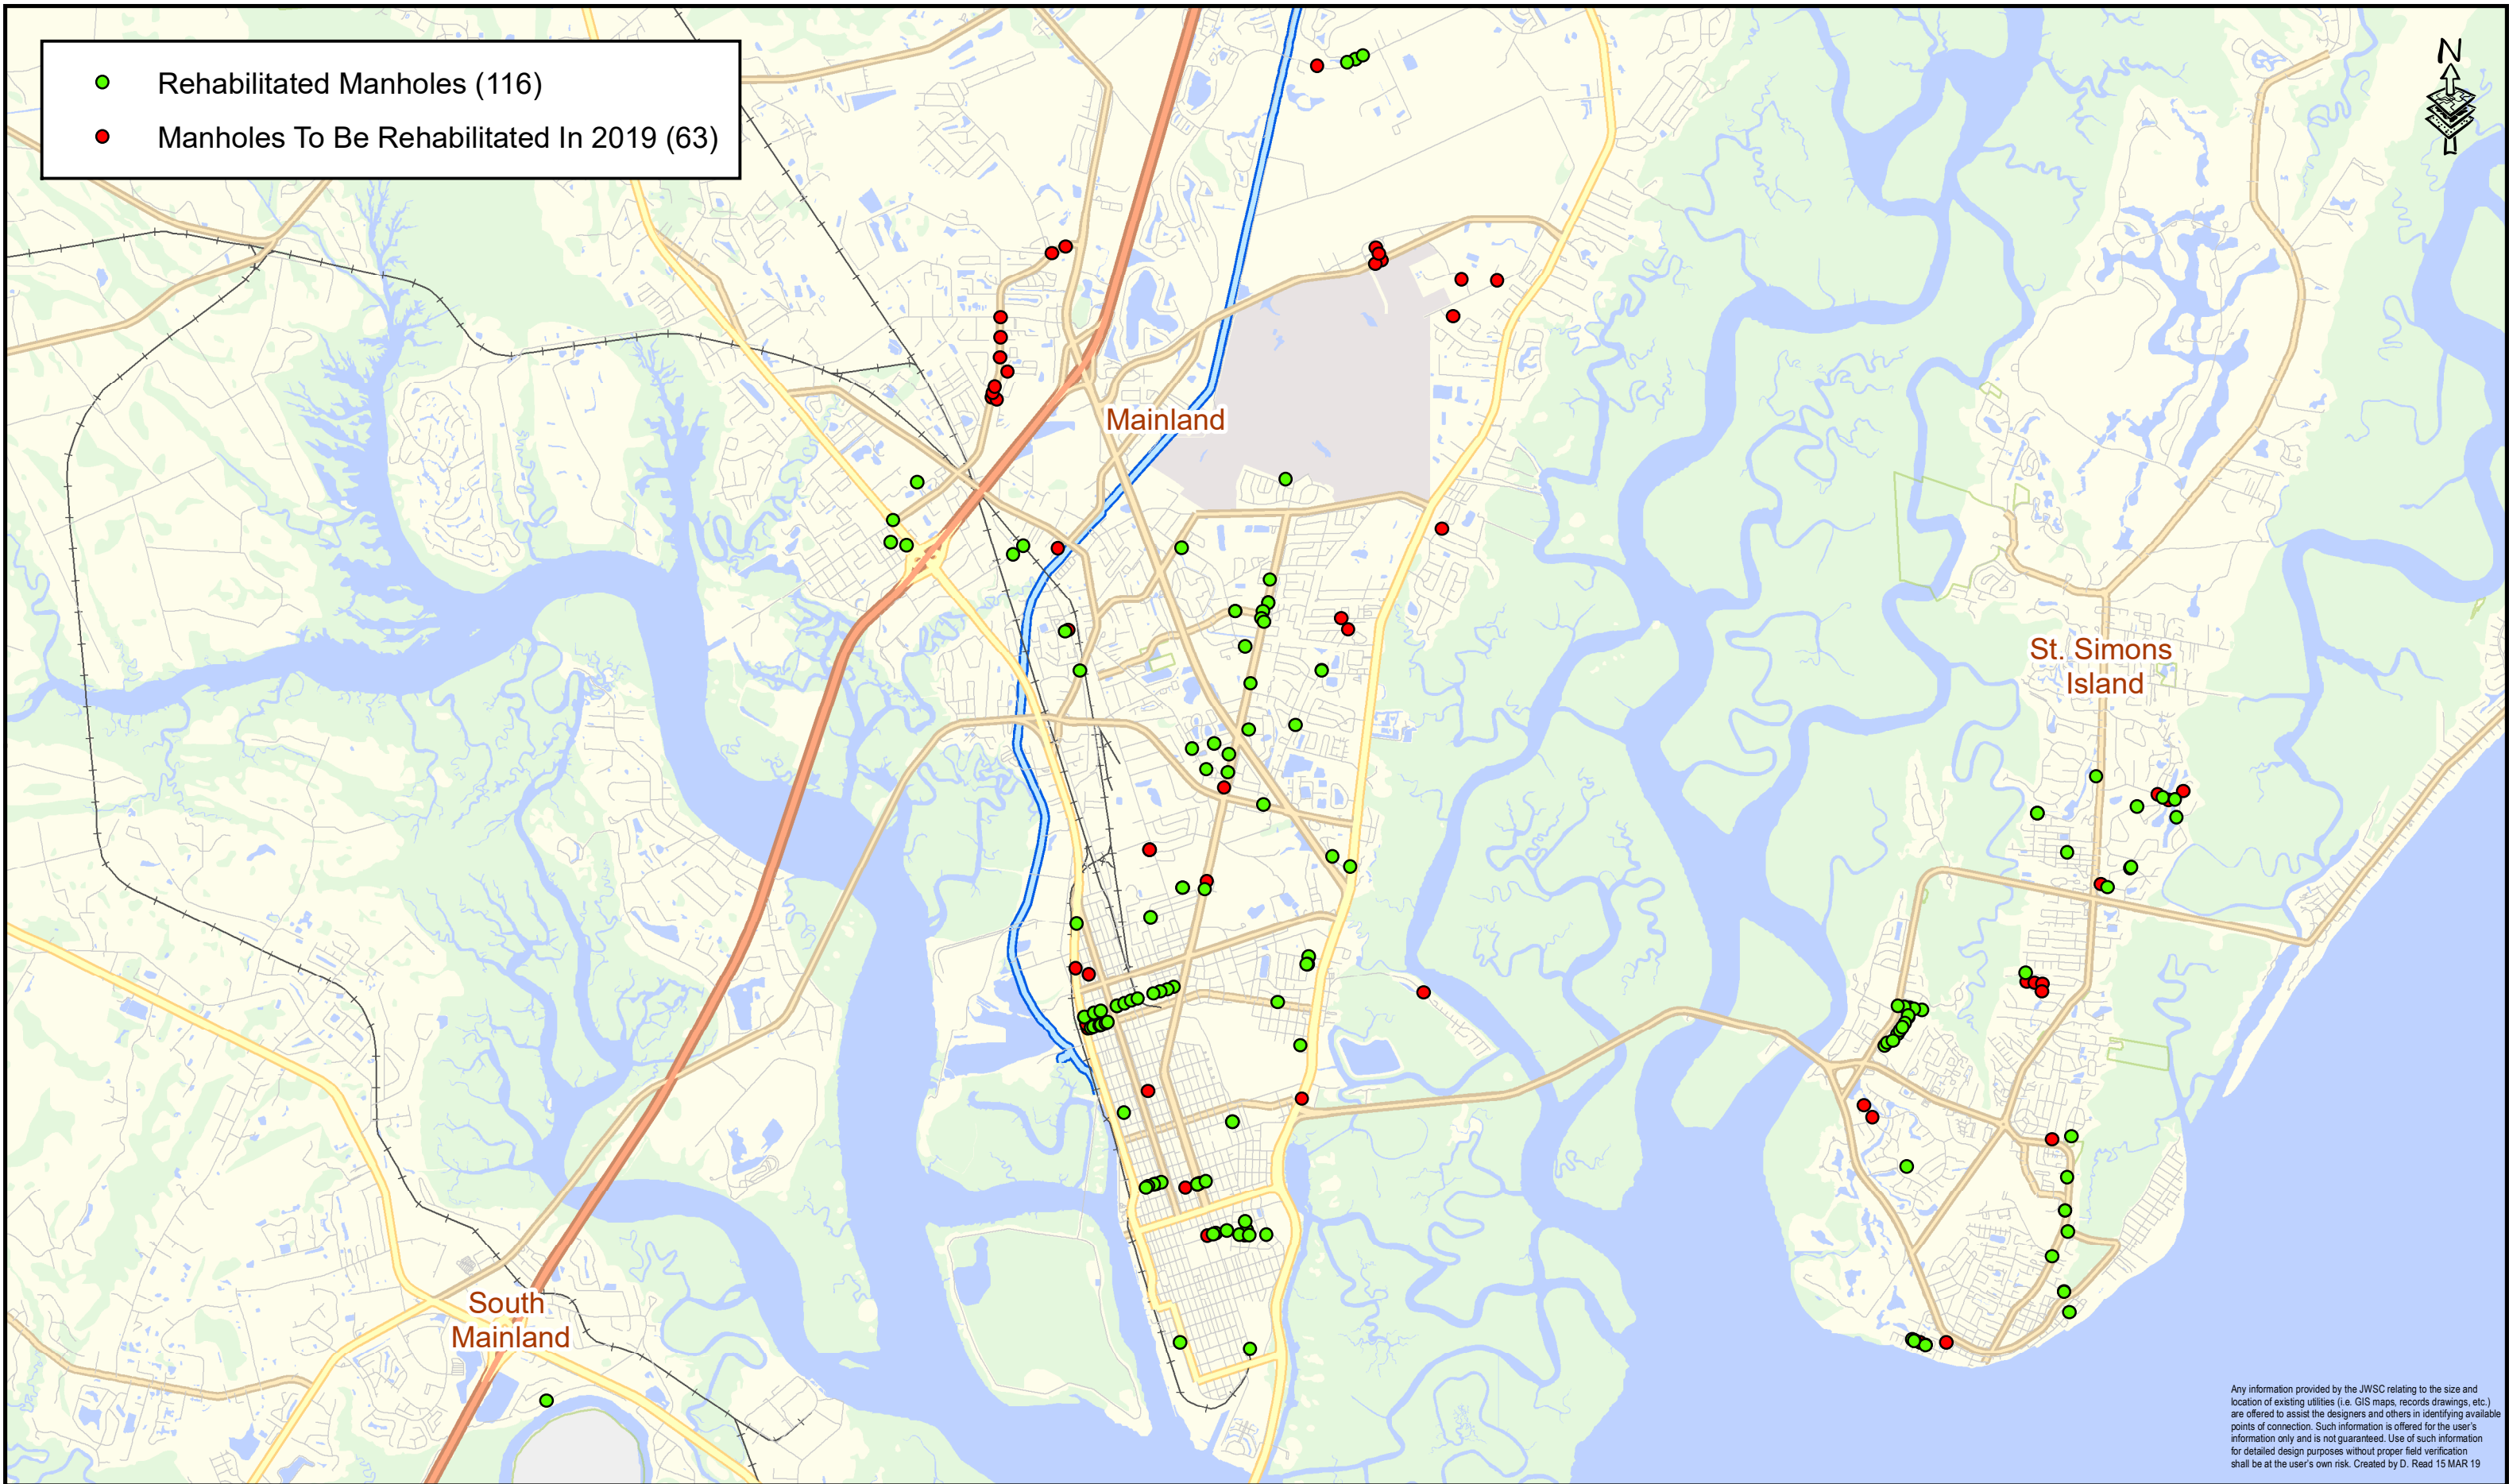 Rehabilitated Manholes (116)
Manholes To Be Rehabilitated In 2019 (63)
N
Mainland
St. Simons
Island
South
Mainland
Any information provided by the JWSC relating to the size and
location of existing utilities (i.e. GIS maps, records drawings, etc.)
are offered to assist the designers and others in identifying available
points of connection. Such information is offered for the user's
information only and is not guaranteed. Use of such information
for detailed design purposes without proper field verification
shall be at the user's own risk. Created by D. Read 15 MAR 19